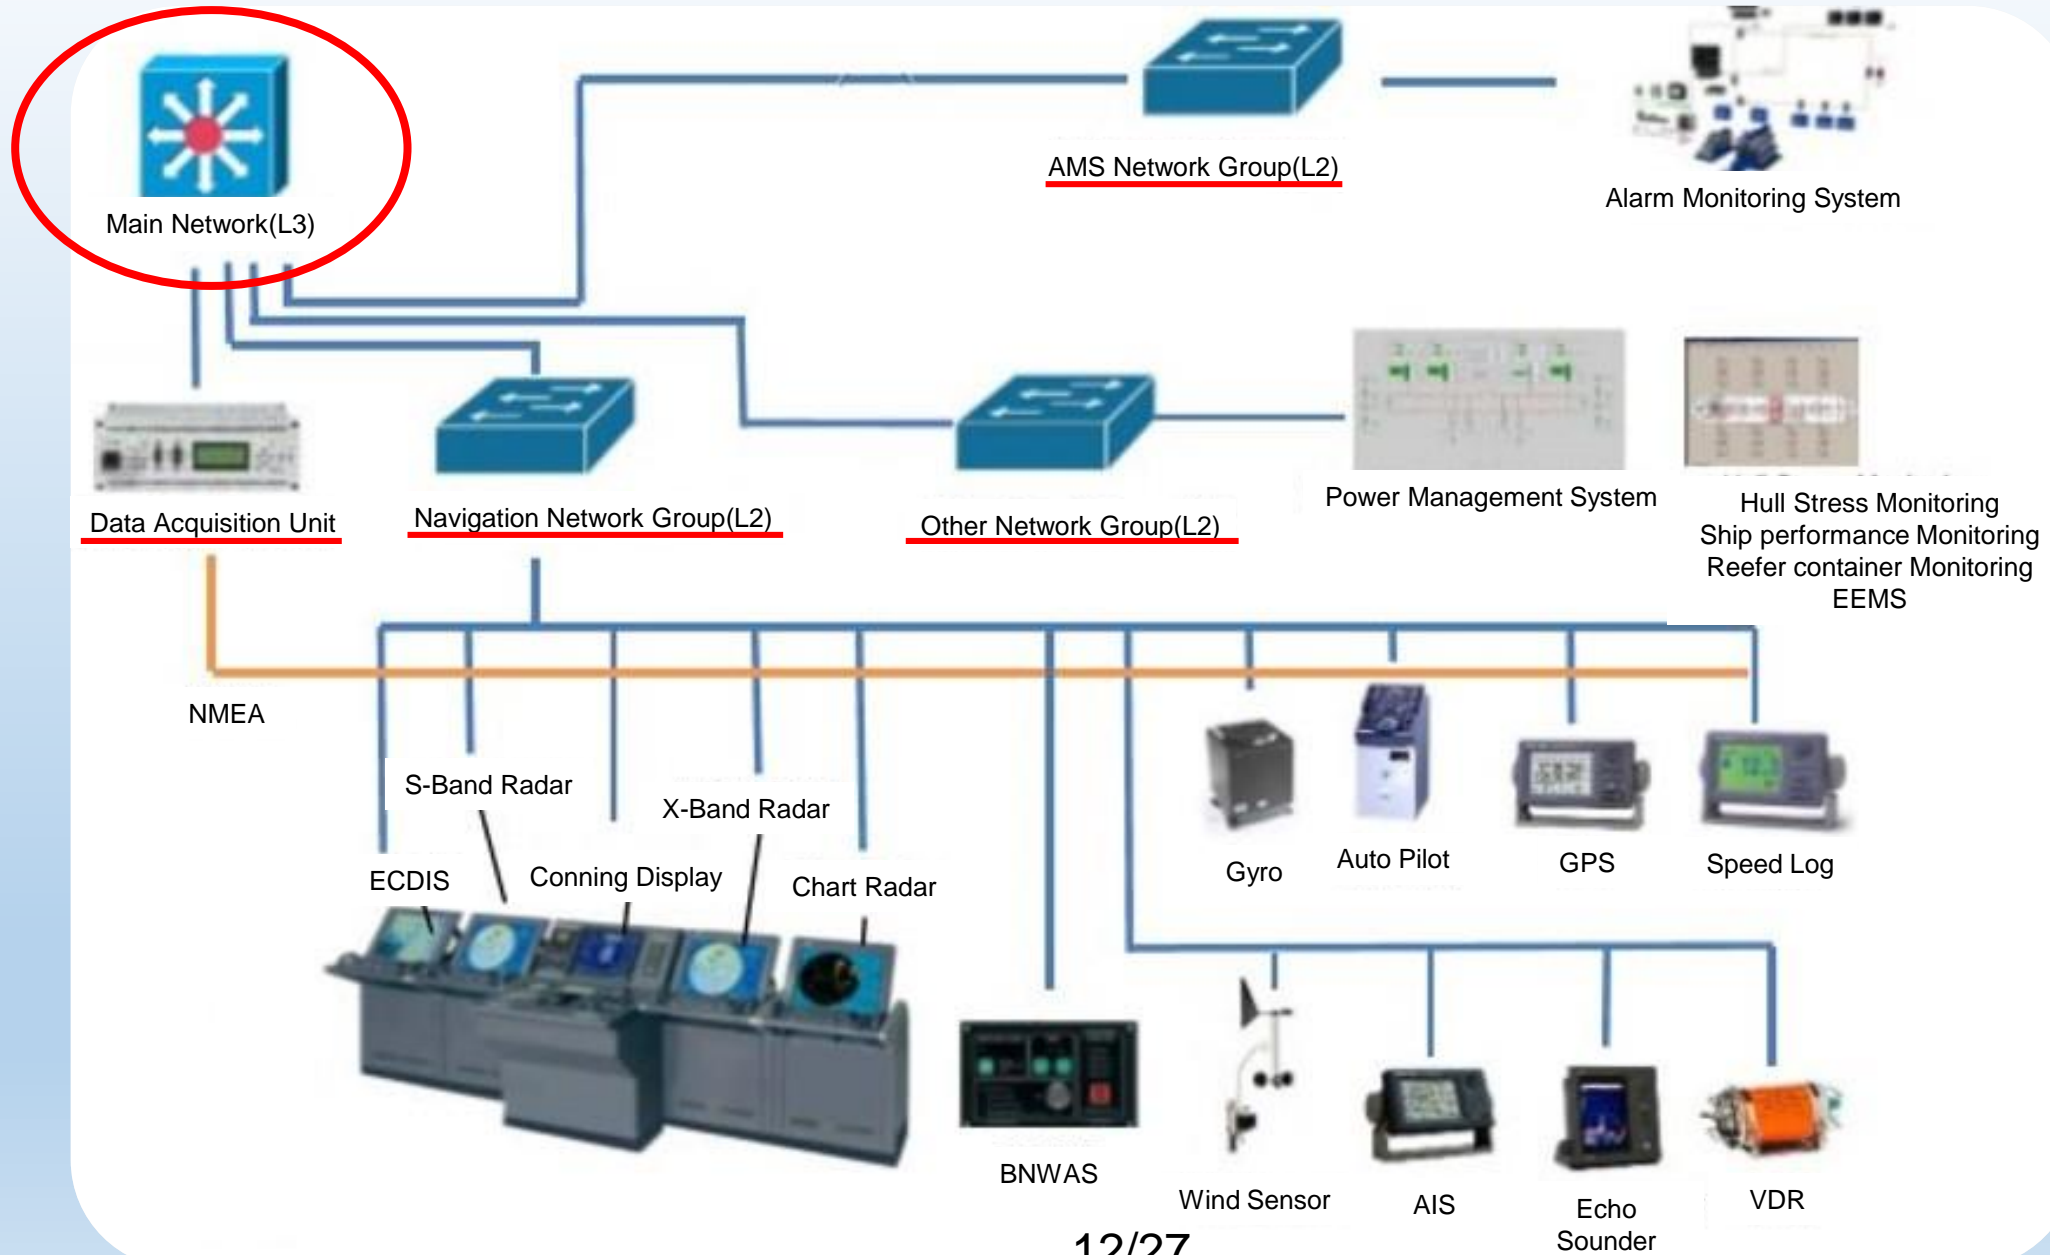 AMS Network Group(L2)
Alarm Monitoring System
Main Network(L3)
Data Acquisition Unit
Navigation Network Group(L2)
Other Network Group(L2)
Power Management System
Hull Stress Monitoring
Ship performance Monitoring
Reefer container Monitoring
EEMS
NMEA
S-Band Radar
X-Band Radar
ECDIS
Conning Display
Chart Radar
Gyro
Auto Pilot
GPS
Speed Log
BNWAS
Wind Sensor
AIS
Echo
Sounder
VDR
12/27